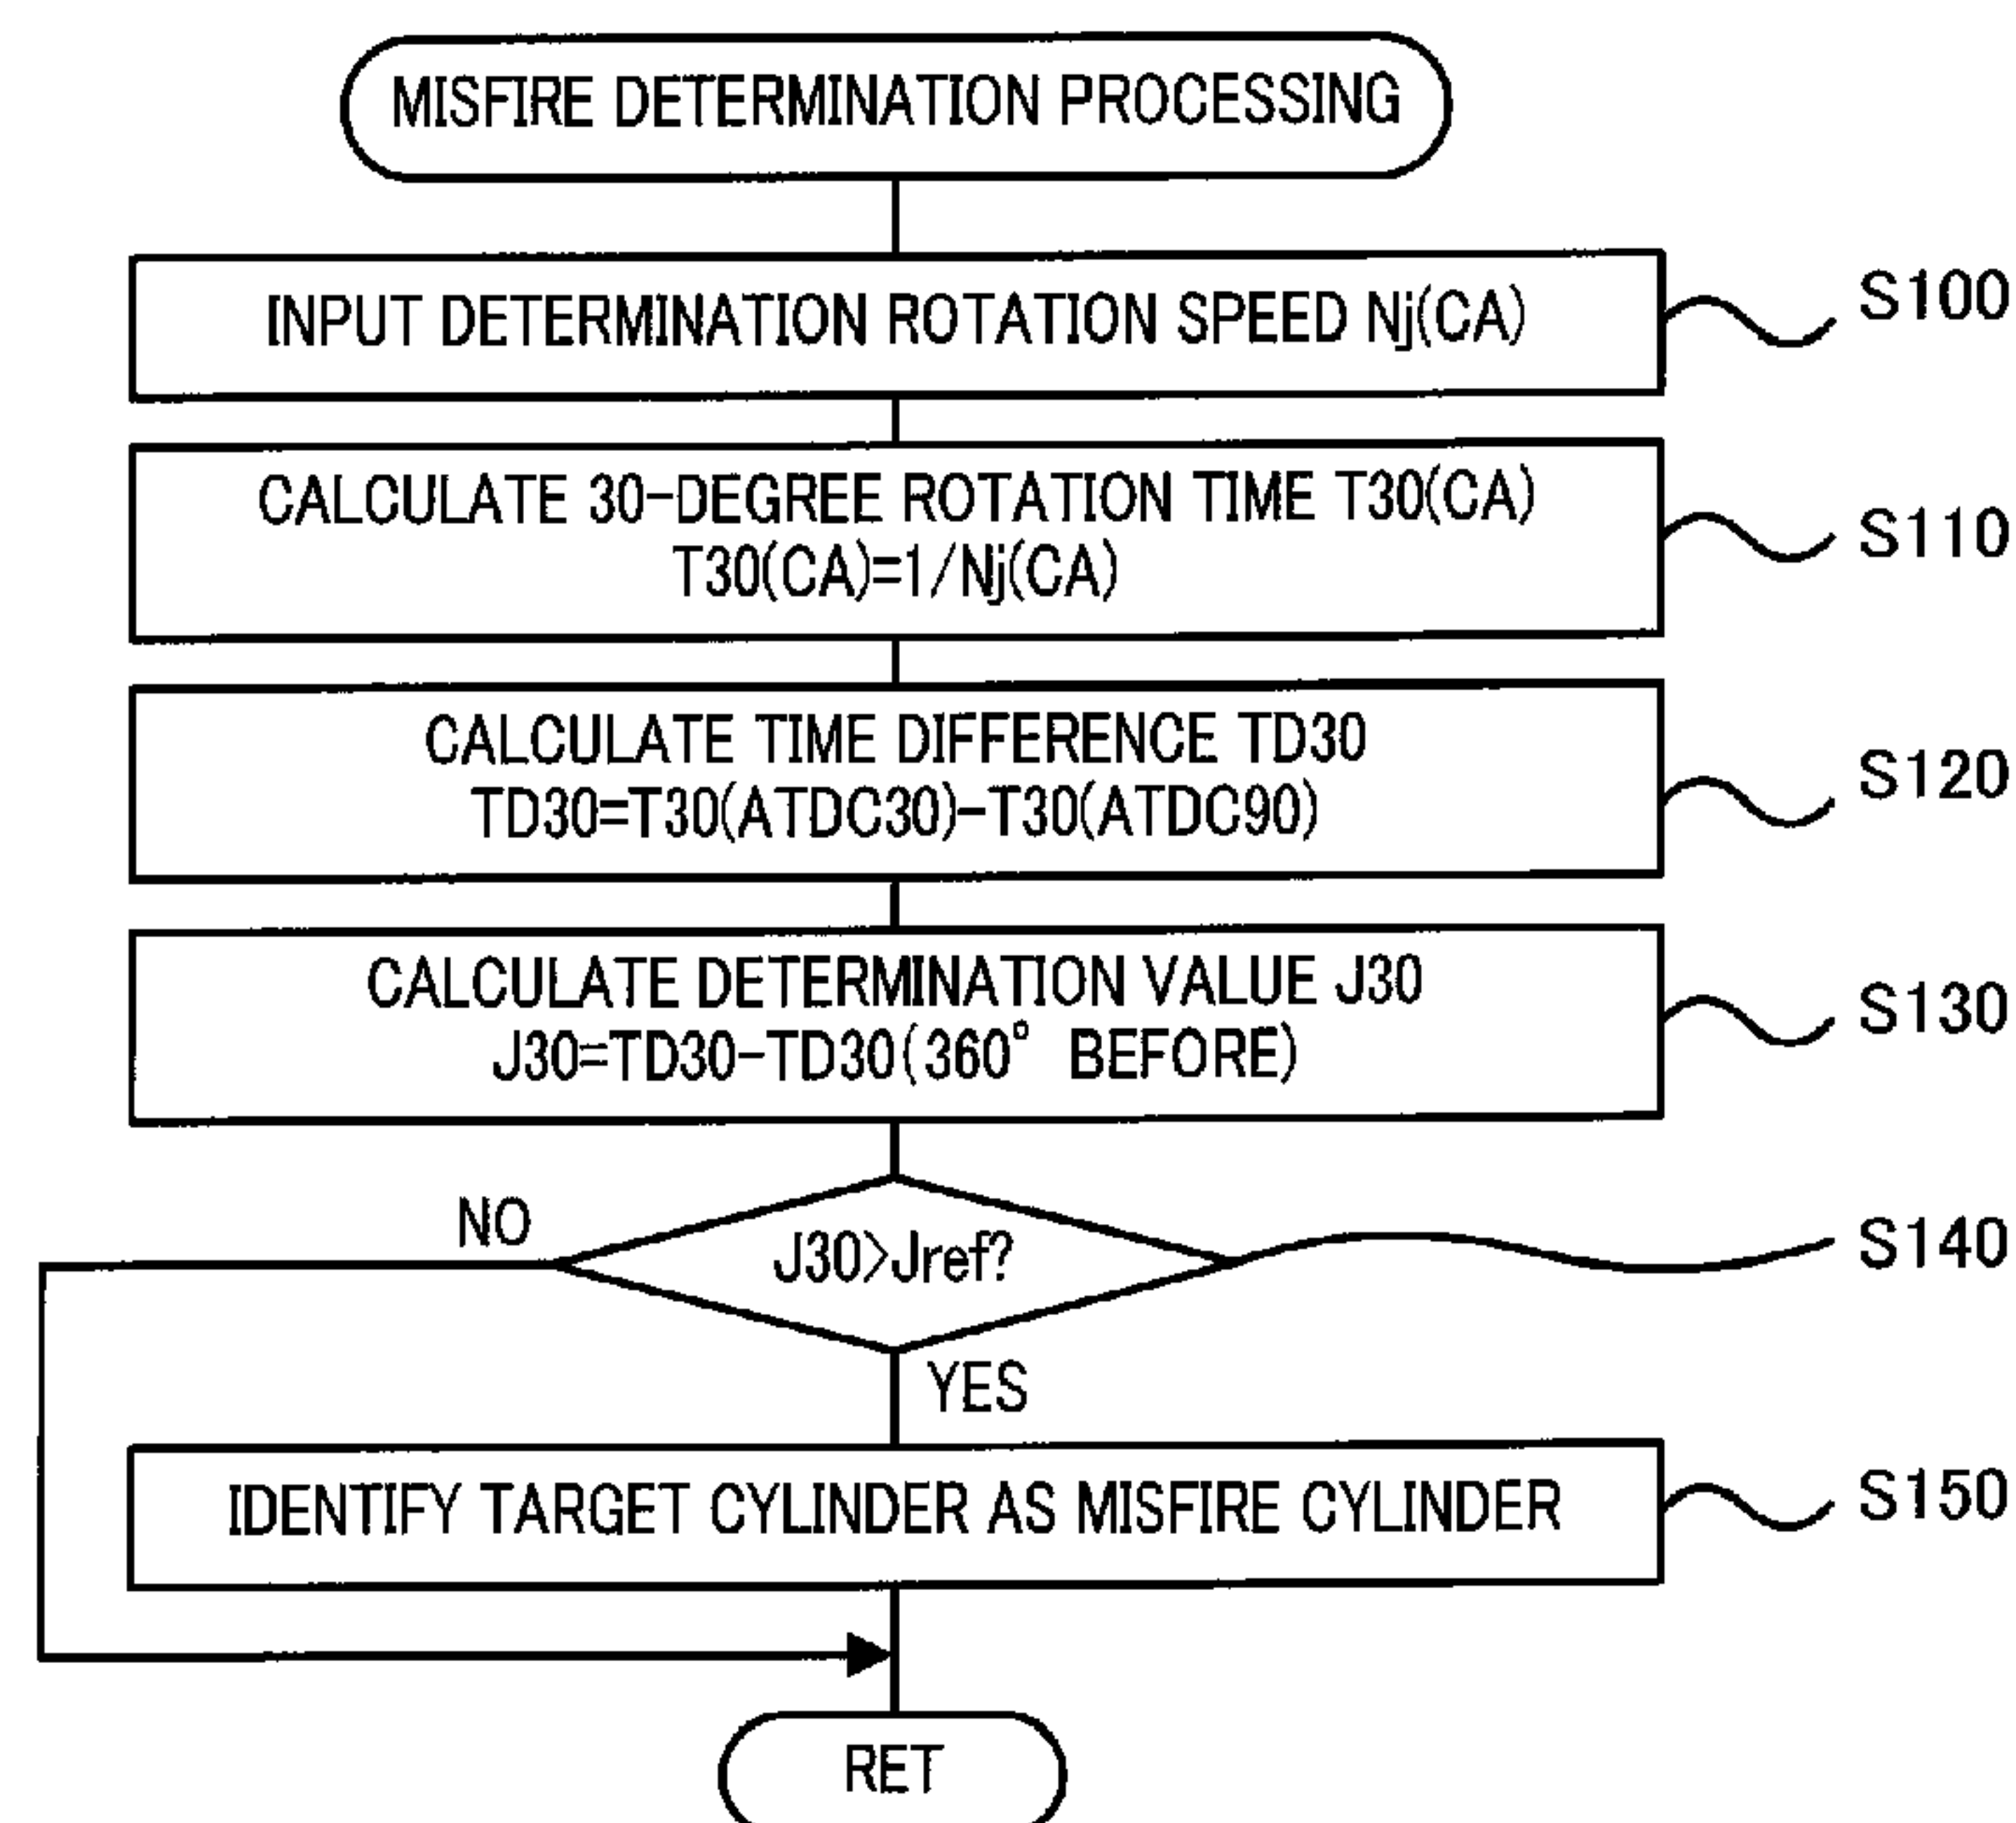 MISFIRE DETERMINATION PROCESSING
INPUT DETERMINATION ROTATION SPEED Nj(CA)
S100
CALCULATE 30-DEGREE ROTATION TIME T30(CA)
T30(CA)=1/Nj(CA)
S110
CALCULATE TIME DIFFERENCE TD30
TD30=T30(ATDC30)-T30(ATDC90)
S120
CALCULATE DETERMINATION VALUE J30
J30=TD30-TD30(360° BEFORE)
S130
NO
J30>Jref?
S140
YES
IDENTIFY TARGET CYLINDER AS MISFIRE CYLINDER
S150
RET